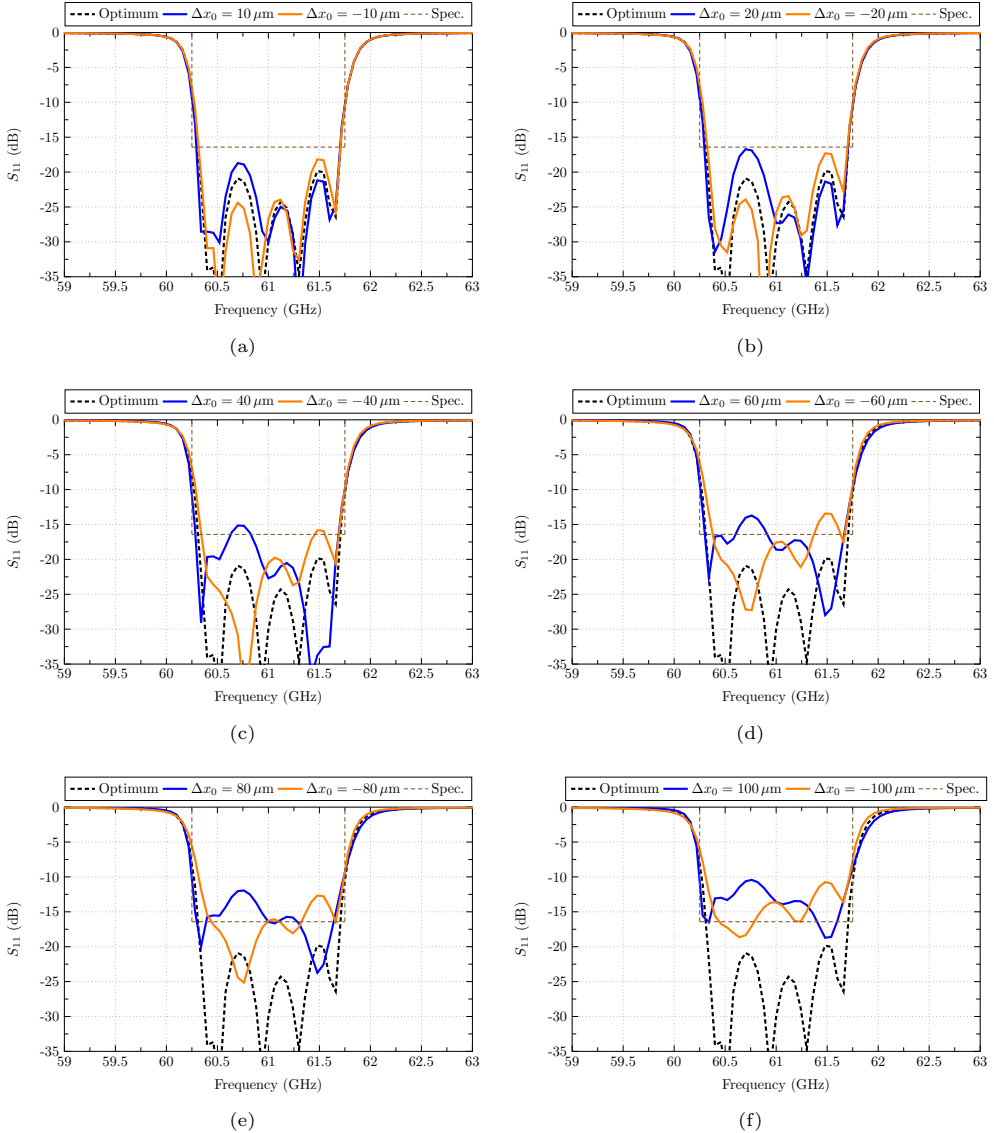 Optimum Δx₀ = 10 μm Δx₀ = −10 μm Spec.
0
-5
-10
-15
-20
-25
-30
-35
S₁₁ (dB)
59 59.5 60 60.5 61 61.5 62 62.5 63
Frequency (GHz)
(a)
Optimum Δx₀ = 20 μm Δx₀ = −20 μm Spec.
0
-5
-10
-15
-20
-25
-30
-35
S₁₁ (dB)
59 59.5 60 60.5 61 61.5 62 62.5 63
Frequency (GHz)
(b)
Optimum Δx₀ = 40 μm Δx₀ = −40 μm Spec.
0
-5
-10
-15
-20
-25
-30
-35
S₁₁ (dB)
59 59.5 60 60.5 61 61.5 62 62.5 63
Frequency (GHz)
(c)
Optimum Δx₀ = 60 μm Δx₀ = −60 μm Spec.
0
-5
-10
-15
-20
-25
-30
-35
S₁₁ (dB)
59 59.5 60 60.5 61 61.5 62 62.5 63
Frequency (GHz)
(d)
Optimum Δx₀ = 80 μm Δx₀ = −80 μm Spec.
0
-5
-10
-15
-20
-25
-30
-35
S₁₁ (dB)
59 59.5 60 60.5 61 61.5 62 62.5 63
Frequency (GHz)
(e)
Optimum Δx₀ = 100 μm Δx₀ = −100 μm Spec.
0
-5
-10
-15
-20
-25
-30
-35
S₁₁ (dB)
59 59.5 60 60.5 61 61.5 62 62.5 63
Frequency (GHz)
(f)